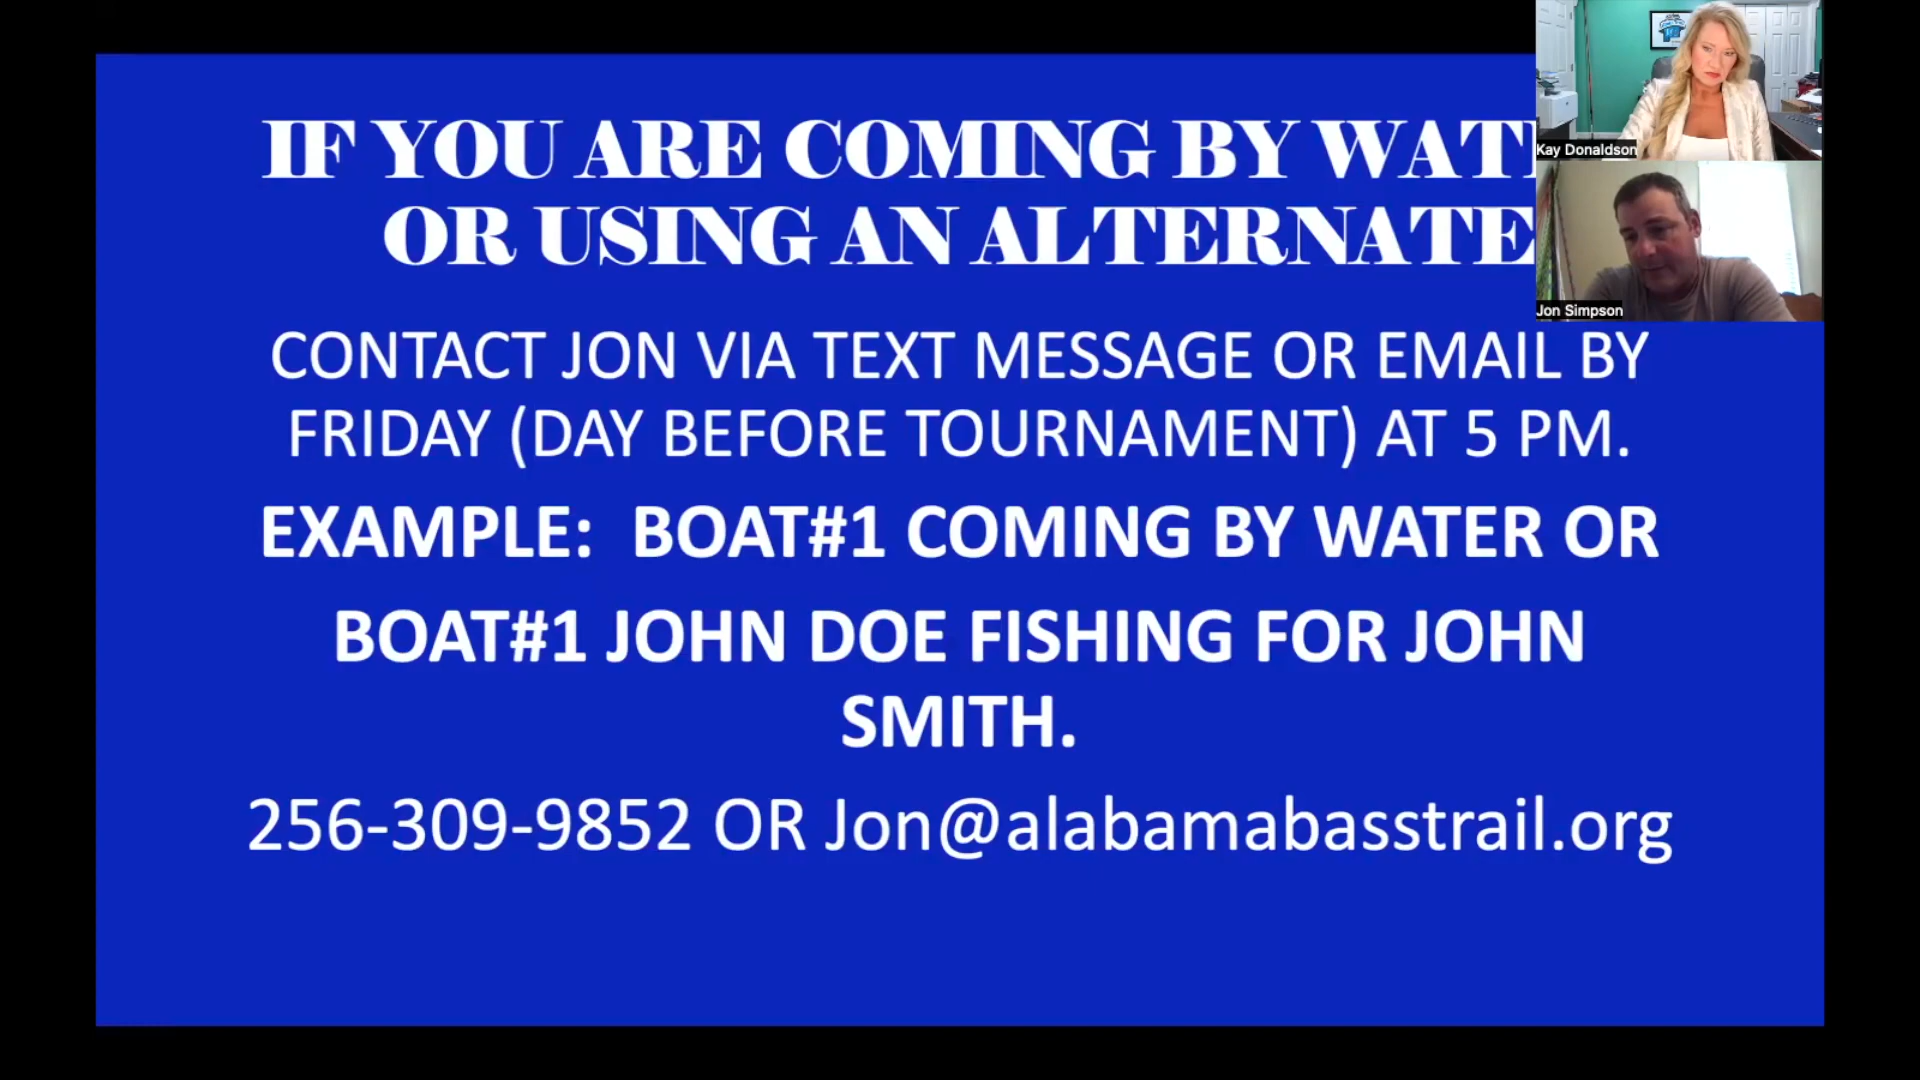 IF YOU ARE COMING BY
OR USING AN ALTERNATE
CONTACT JON VIA TEXT MESSAGE OR EMAIL BY
FRIDAY (DAY BEFORE TOURNAMENT) AT 5 PM.
EXAMPLE: BOAT#1 COMING BY WATER OR
BOAT#1 JOHN DOE FISHING FOR JOHN
SMITH.
256-309-9852 OR Jon@alabamabasstrail.org
Kay Donaldson
Jon Simpson